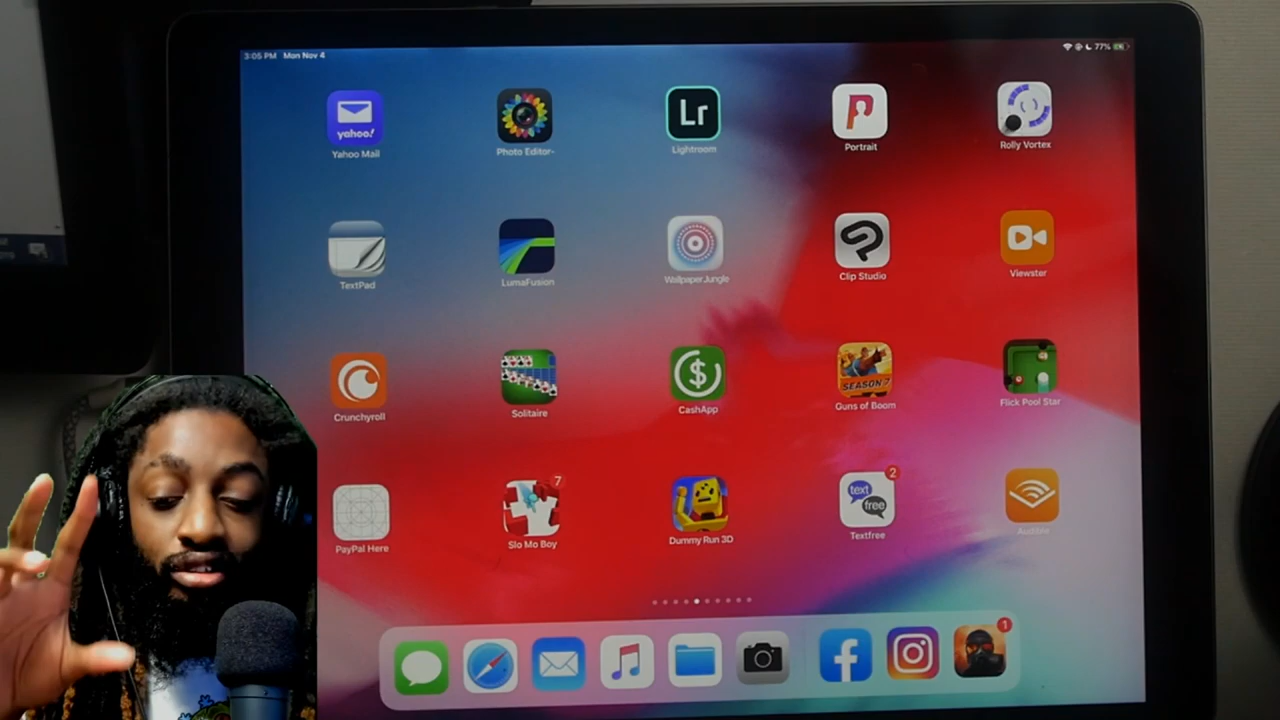 3:05 PM Mon Nov 4
77%
yahoo!
Lr
P
Yahoo Mail
Photo Editor-
Lightroom
Portrait
Rolly Vortex
TextPad
LumaFusion
WallpaperJungle
Clip Studio
Viewster
$
SEASON 7
Crunchyroll
Solitaire
CashApp
Guns of Boom
Flick Pool Star
7
text
free
2
PayPal Here
Slo Mo Boy
Dummy Run 3D
Textfree
Audible
f
1